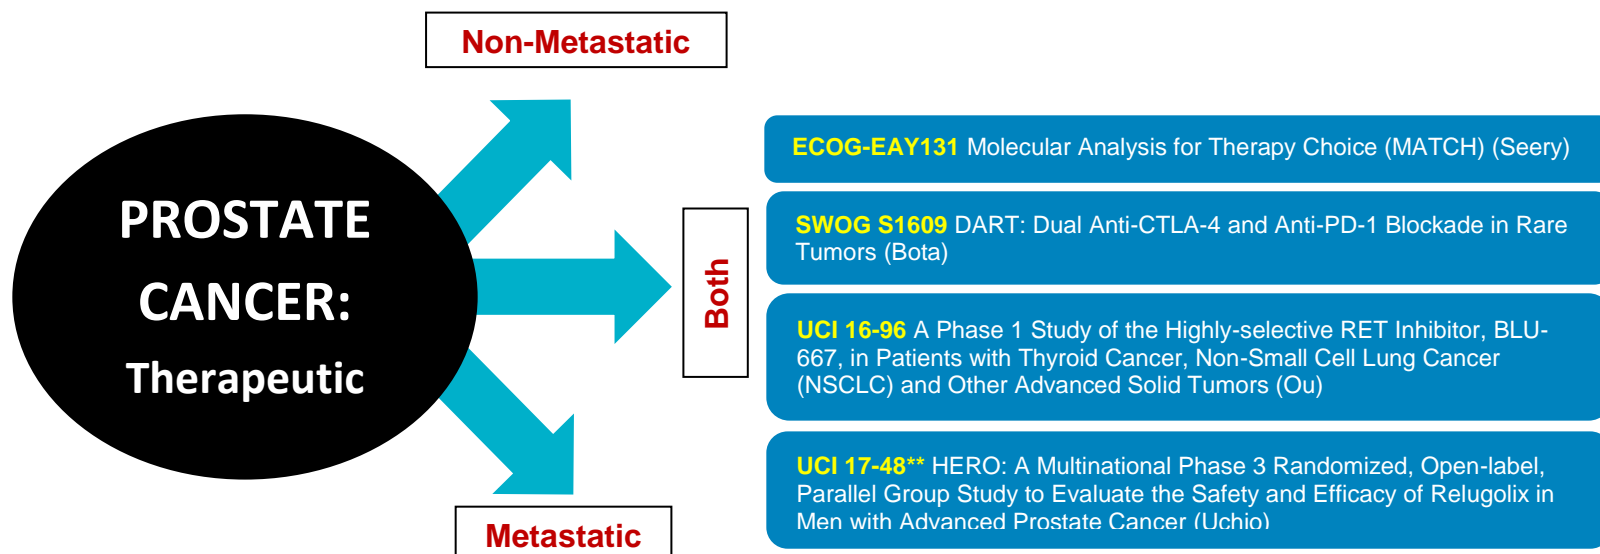 Non-Metastatic
PROSTATE
CANCER:
Therapeutic
Both
Metastatic
ECOG-EAY131 Molecular Analysis for Therapy Choice (MATCH) (Seery)
SWOG S1609 DART: Dual Anti-CTLA-4 and Anti-PD-1 Blockade in Rare
Tumors (Bota)
UCI 16-96 A Phase 1 Study of the Highly-selective RET Inhibitor, BLU-
667, in Patients with Thyroid Cancer, Non-Small Cell Lung Cancer
(NSCLC) and Other Advanced Solid Tumors (Ou)
UCI 17-48** HERO: A Multinational Phase 3 Randomized, Open-label,
Parallel Group Study to Evaluate the Safety and Efficacy of Relugolix in
Men with Advanced Prostate Cancer (Uchio)